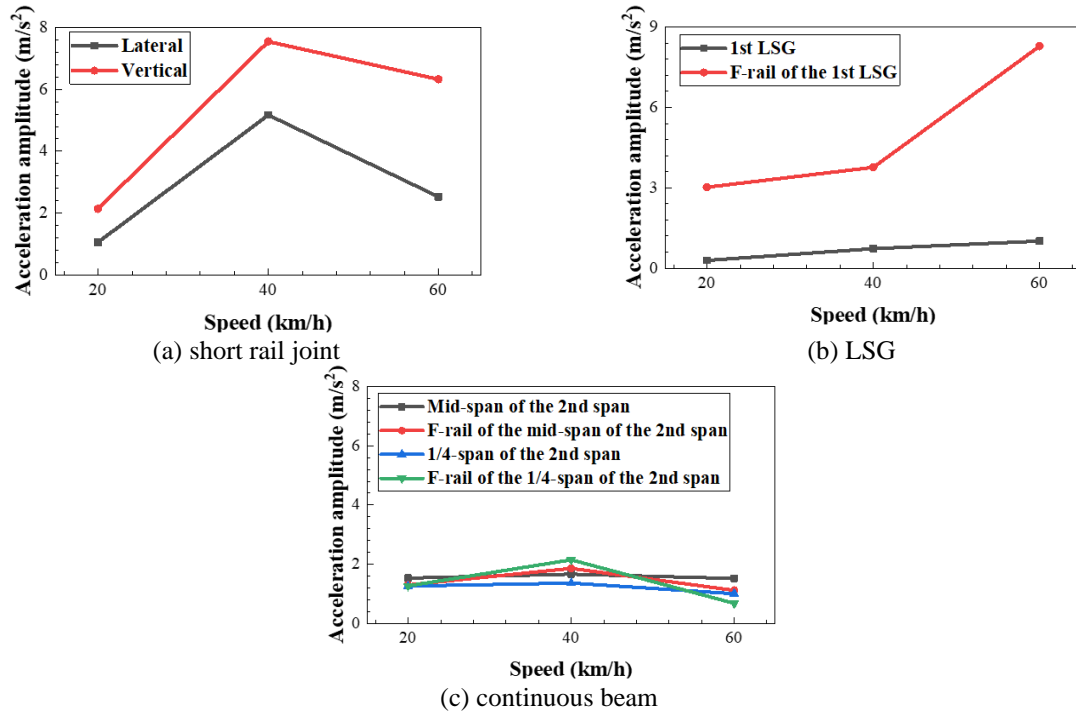 Acceleration amplitude (m/s²)
8
6
4
2
0
Lateral
Vertical
20
40
60
Speed (km/h)
(a) short rail joint
Acceleration amplitude (m/s²)
9
6
3
0
1st LSG
F-rail of the 1st LSG
20
40
60
Speed (km/h)
(b) LSG
Acceleration amplitude (m/s²)
8
6
4
2
0
Mid-span of the 2nd span
F-rail of the mid-span of the 2nd span
1/4-span of the 2nd span
F-rail of the 1/4-span of the 2nd span
20
40
60
Speed (km/h)
(c) continuous beam